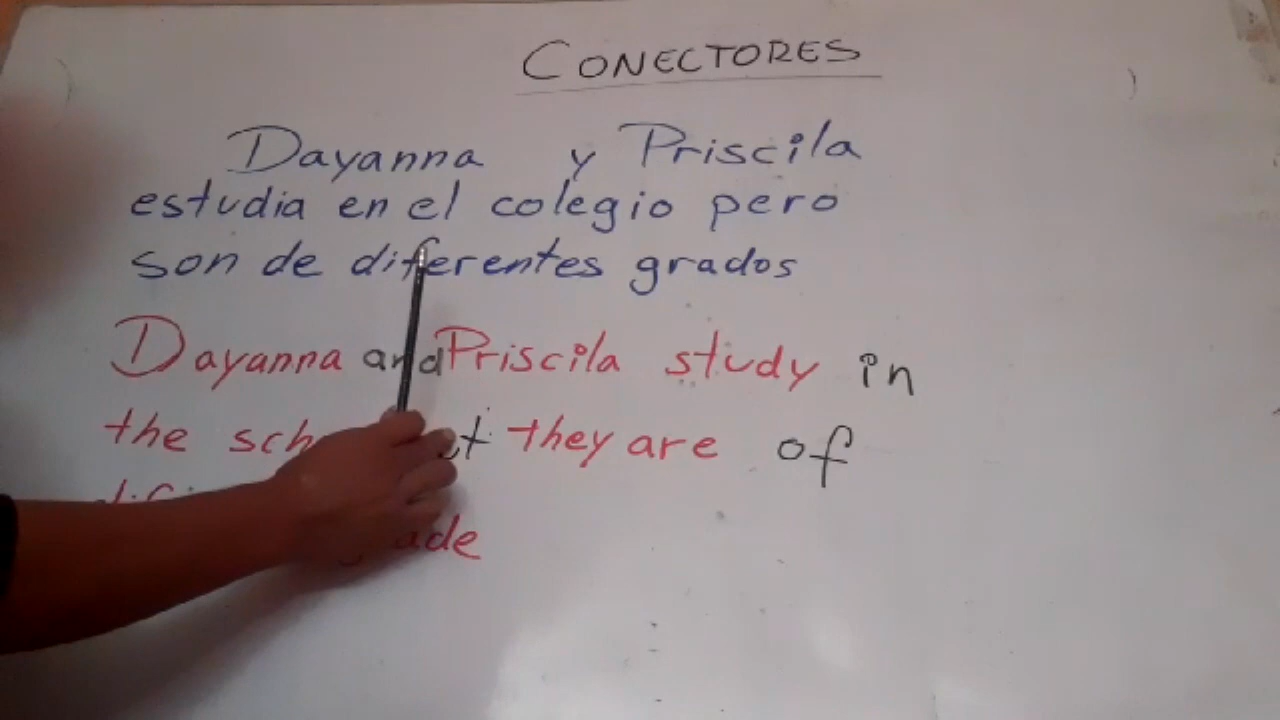 CONECTORES
Dayanna y Priscila
estudia en el colegio pero
son de diferentes grados
Dayanna and Priscila study in
the they are of